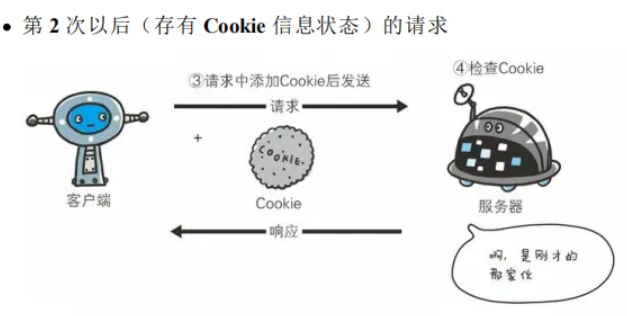 • 第 2 次以后（存有 Cookie 信息状态）的请求
③请求中添加Cookie后发送
④检查Cookie
请求
+
COOKIE
客户端
Cookie
服务器
响应
啊，是刚才的
那家伙